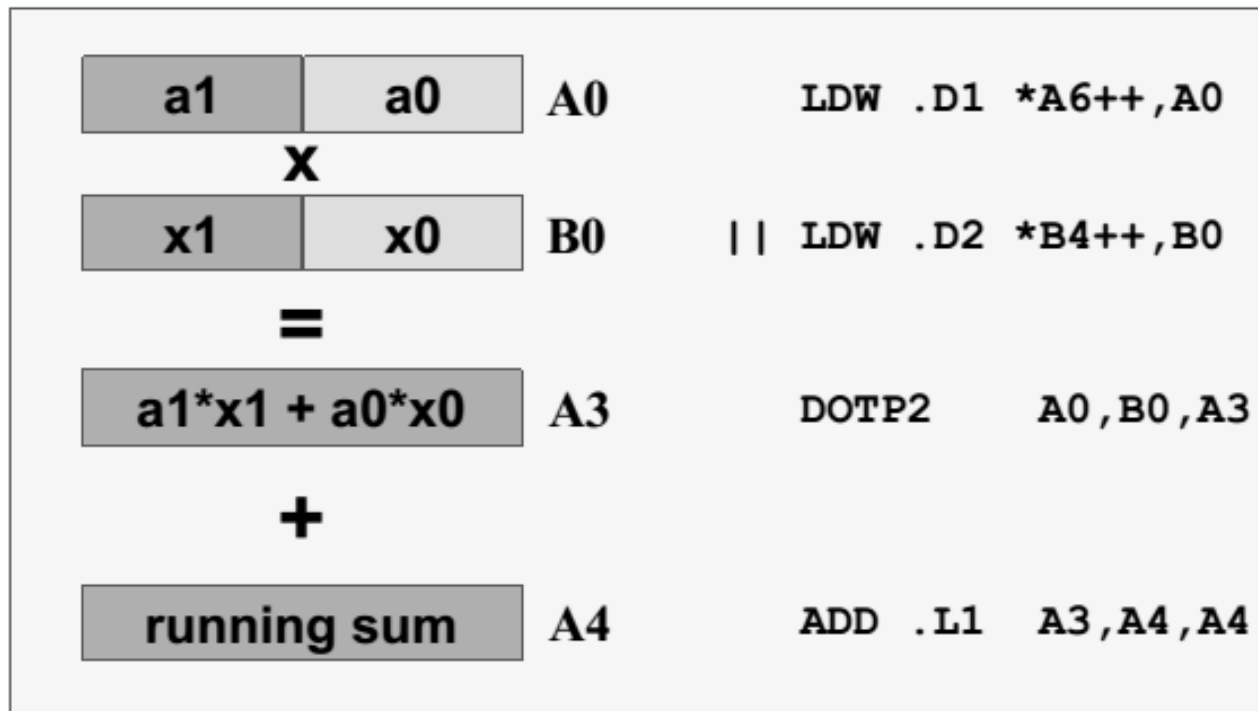 a1 a0 A0 LDW .D1 *A6++,A0
x
x1 x0 B0 || LDW .D2 *B4++,B0
=
a1*x1 + a0*x0 A3 DOTP2 A0,B0,A3
+
running sum A4 ADD .L1 A3,A4,A4